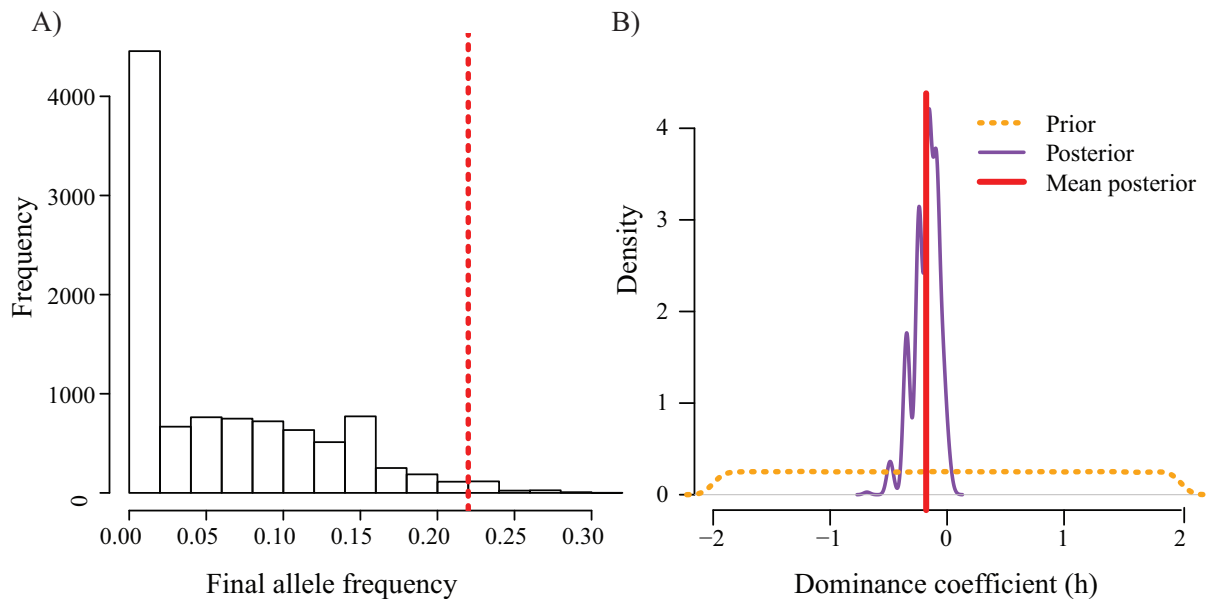 A)
Frequency
4000
3000
2000
1000
0
0.00 0.05 0.10 0.15 0.20 0.25 0.30
Final allele frequency
B)
Density
4
3
2
1
0
Prior
Posterior
Mean posterior
−2 −1 0 1 2
Dominance coefficient (h)